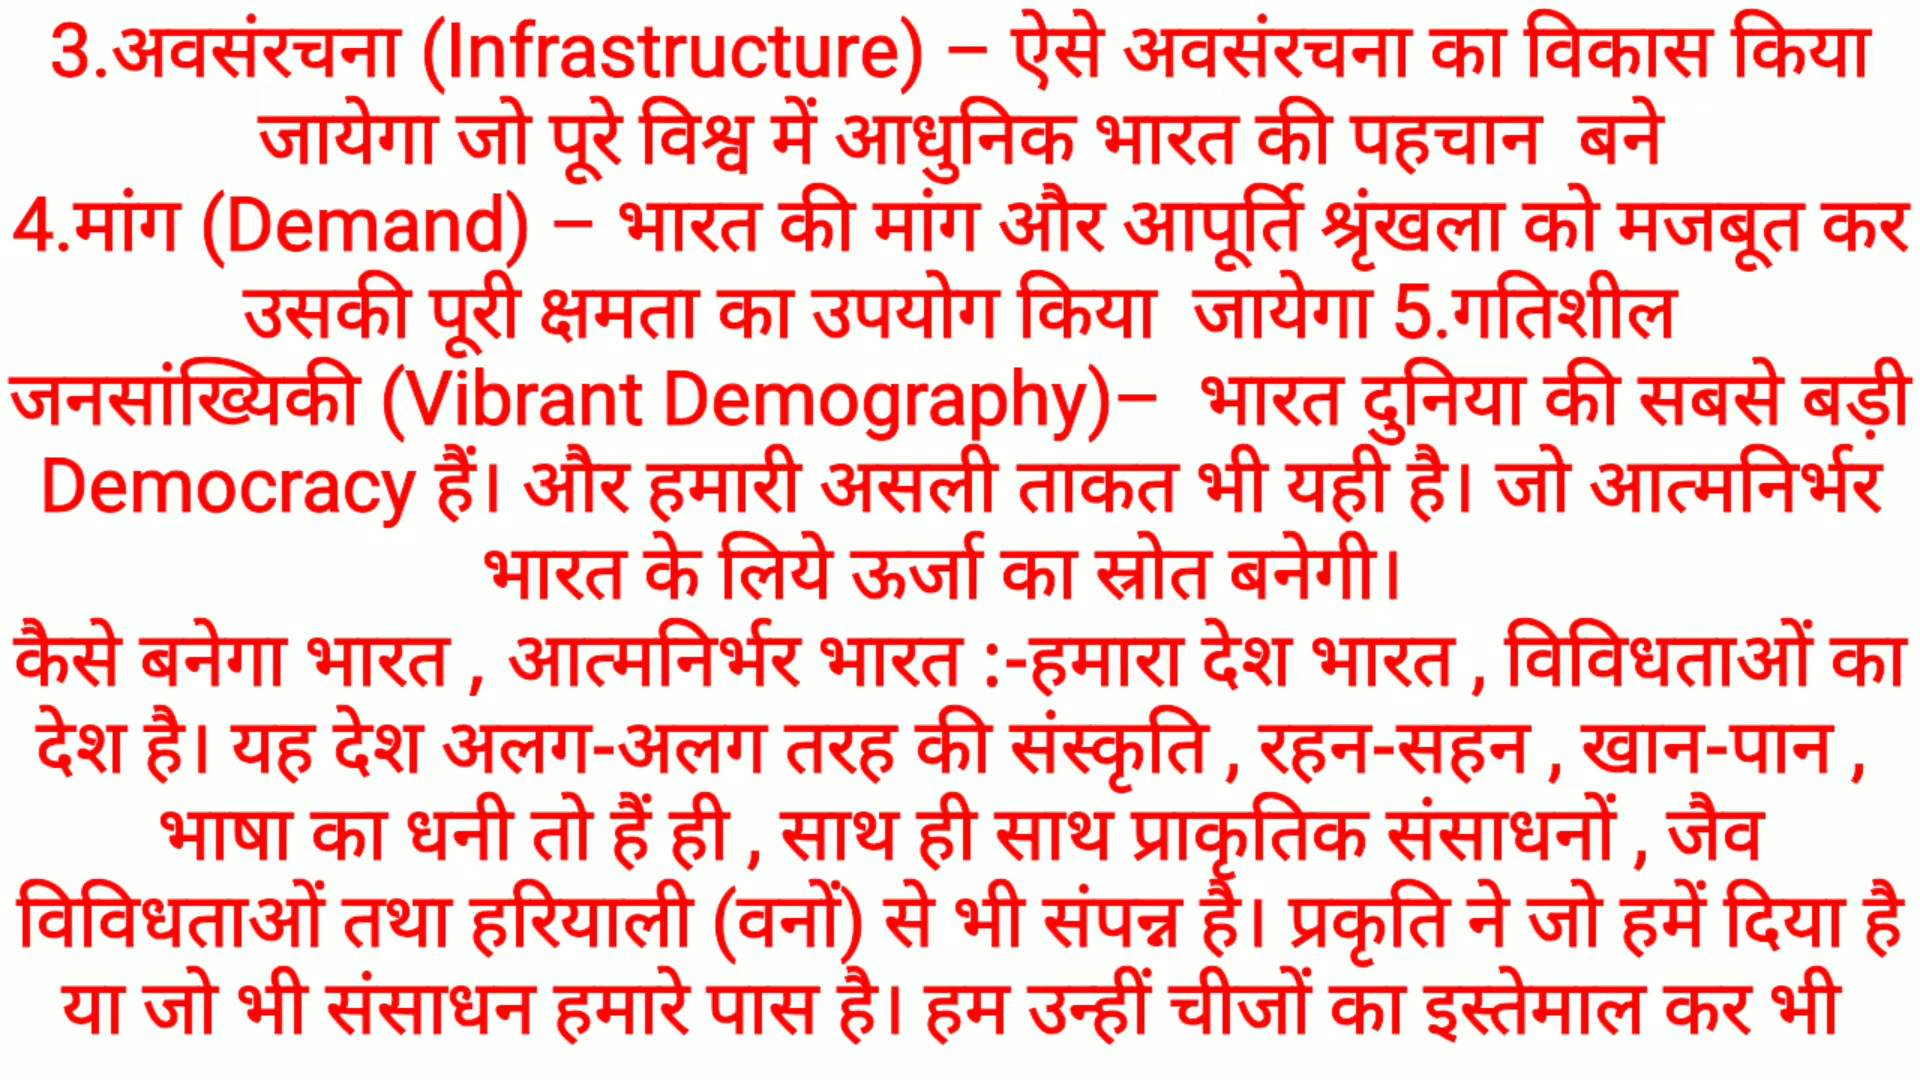 3.अवसंरचना (Infrastructure) – ऐसे अवसंरचना का विकास किया
जायेगा जो पूरे विश्व में आधुनिक भारत की पहचान  बने
4.मांग (Demand) – भारत की मांग और आपूर्ति श्रृंखला को मजबूत कर
उसकी पूरी क्षमता का उपयोग किया  जायेगा 5.गतिशील
जनसांख्यिकी (Vibrant Demography)–  भारत दुनिया की सबसे बड़ी
Democracy हैं। और हमारी असली ताकत भी यही है। जो आत्मनिर्भर
भारत के लिये ऊर्जा का स्रोत बनेगी।
कैसे बनेगा भारत , आत्मनिर्भर भारत :-हमारा देश भारत , विविधताओं का
देश है। यह देश अलग-अलग तरह की संस्कृति , रहन-सहन , खान-पान ,
भाषा का धनी तो हैं ही , साथ ही साथ प्राकृतिक संसाधनों , जैव
विविधताओं तथा हरियाली (वनों) से भी संपन्न है। प्रकृति ने जो हमें दिया है
या जो भी संसाधन हमारे पास है। हम उन्हीं चीजों का इस्तेमाल कर भी